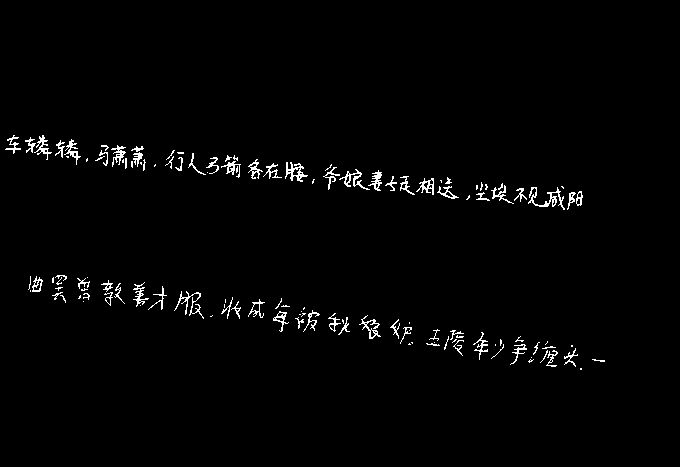 车辚辚,马萧萧.行人弓箭各在腰,爷娘妻子走相送,尘埃不见咸阳
曲罢曾教善才服.妆成每被秋娘妒.五陵年少争缠头.一